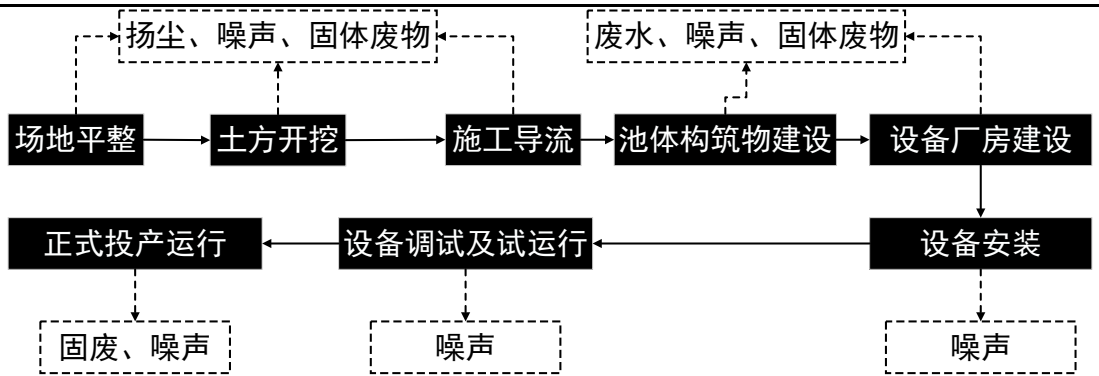 扬尘、噪声、固体废物
废水、噪声、固体废物
场地平整
土方开挖
施工导流
池体构筑物建设
设备厂房建设
正式投产运行
设备调试及试运行
设备安装
固废、噪声
噪声
噪声